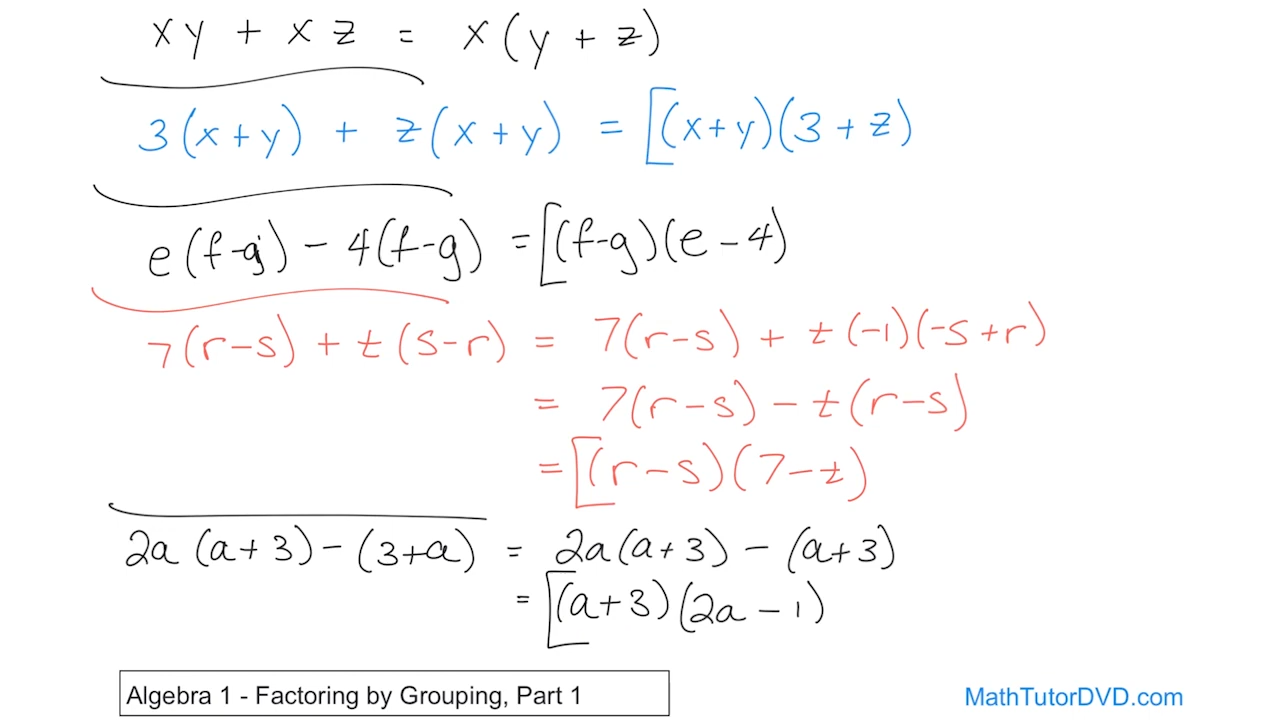 xy + xz = x(y + z)
3(x+y) + z(x+y) = [(x+y)(3+z)
e(f-g) - 4(f-g) = [(f-g)(e-4)
7(r-s) + t(s-r) = 7(r-s) + t(-1)(-s+r)
= 7(r-s) - t(r-s)
= [(r-s)(7-t)
2a(a+3) - (3+a) = 2a(a+3) - (a+3)
= [(a+3)(2a-1)
Algebra 1 - Factoring by Grouping, Part 1
MathTutorDVD.com